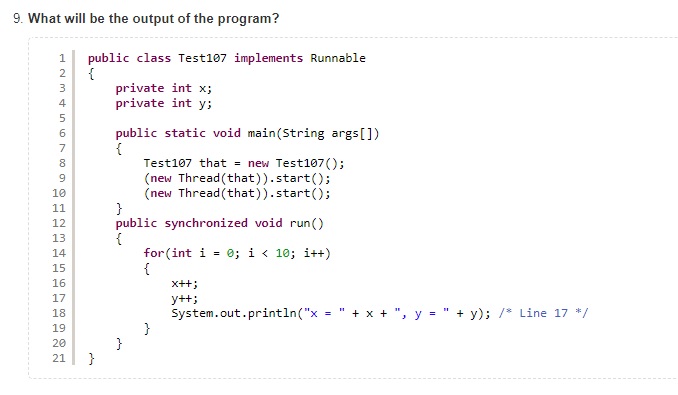 9. What will be the output of the program?
1 public class Test107 implements Runnable
2 {
3 private int x;
4 private int y;
5
6 public static void main(String args[])
7 {
8 Test107 that = new Test107();
9 (new Thread(that)).start();
10 (new Thread(that)).start();
11 }
12 public synchronized void run()
13 {
14 for(int i = 0; i < 10; i++)
15 {
16 x++;
17 y++;
18 System.out.println("x = " + x + ", y = " + y); /* Line 17 */
19 }
20 }
21 }